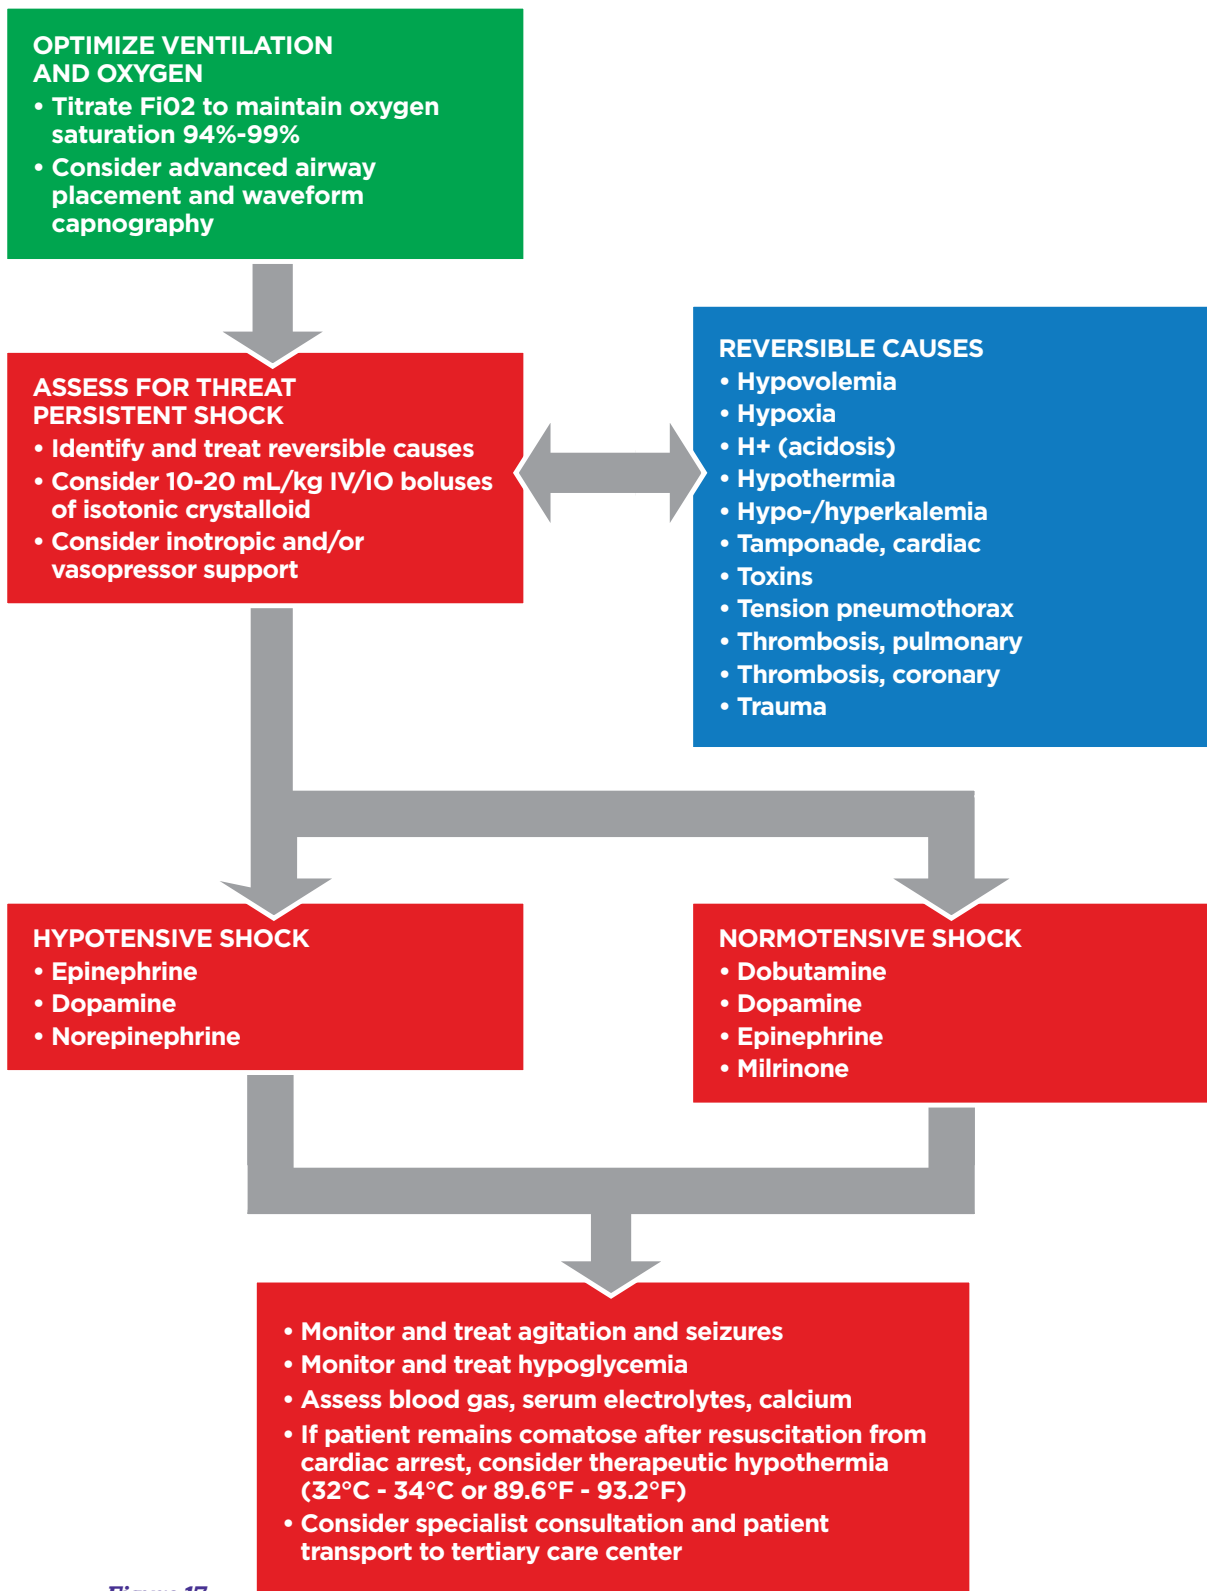 OPTIMIZE VENTILATION
AND OXYGEN
• Titrate FiO2 to maintain oxygen
saturation 94%-99%
• Consider advanced airway
placement and waveform
capnography
ASSESS FOR THREAT
PERSISTENT SHOCK
• Identify and treat reversible causes
• Consider 10-20 mL/kg IV/IO boluses
of isotonic crystalloid
• Consider inotropic and/or
vasopressor support
REVERSIBLE CAUSES
• Hypovolemia
• Hypoxia
• H+ (acidosis)
• Hypothermia
• Hypo-/hyperkalemia
• Tamponade, cardiac
• Toxins
• Tension pneumothorax
• Thrombosis, pulmonary
• Thrombosis, coronary
• Trauma
HYPOTENSIVE SHOCK
• Epinephrine
• Dopamine
• Norepinephrine
NORMOTENSIVE SHOCK
• Dobutamine
• Dopamine
• Epinephrine
• Milrinone
• Monitor and treat agitation and seizures
• Monitor and treat hypoglycemia
• Assess blood gas, serum electrolytes, calcium
• If patient remains comatose after resuscitation from
cardiac arrest, consider therapeutic hypothermia
(32°C - 34°C or 89.6°F - 93.2°F)
• Consider specialist consultation and patient
transport to tertiary care center
Figure 17